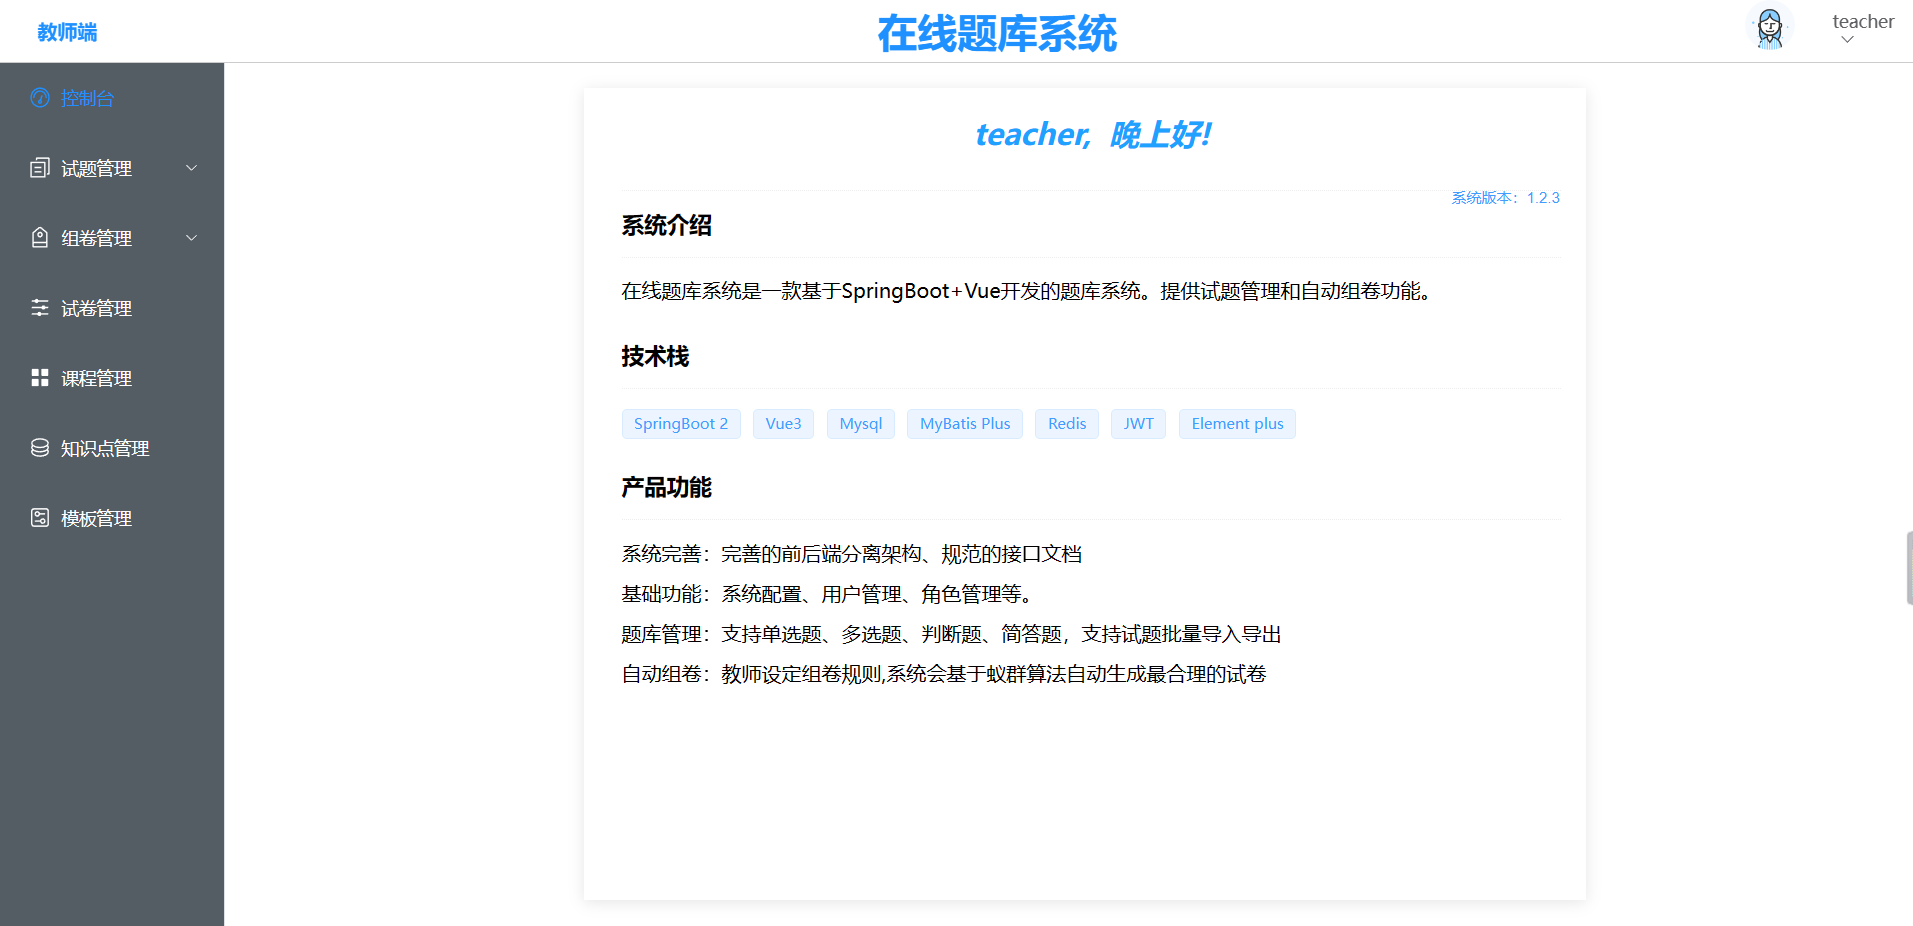 教师端
在线题库系统
teacher
控制台
试题管理
组卷管理
试卷管理
课程管理
知识点管理
模板管理
teacher, 晚上好!
系统版本：1.2.3
系统介绍
在线题库系统是一款基于SpringBoot+Vue开发的题库系统。提供试题管理和自动组卷功能。
技术栈
SpringBoot 2 Vue3 Mysql MyBatis Plus Redis JWT Element plus
产品功能
系统完善：完善的前后端分离架构、规范的接口文档
基础功能：系统配置、用户管理、角色管理等。
题库管理：支持单选题、多选题、判断题、简答题，支持试题批量导入导出
自动组卷：教师设定组卷规则,系统会基于蚁群算法自动生成最合理的试卷